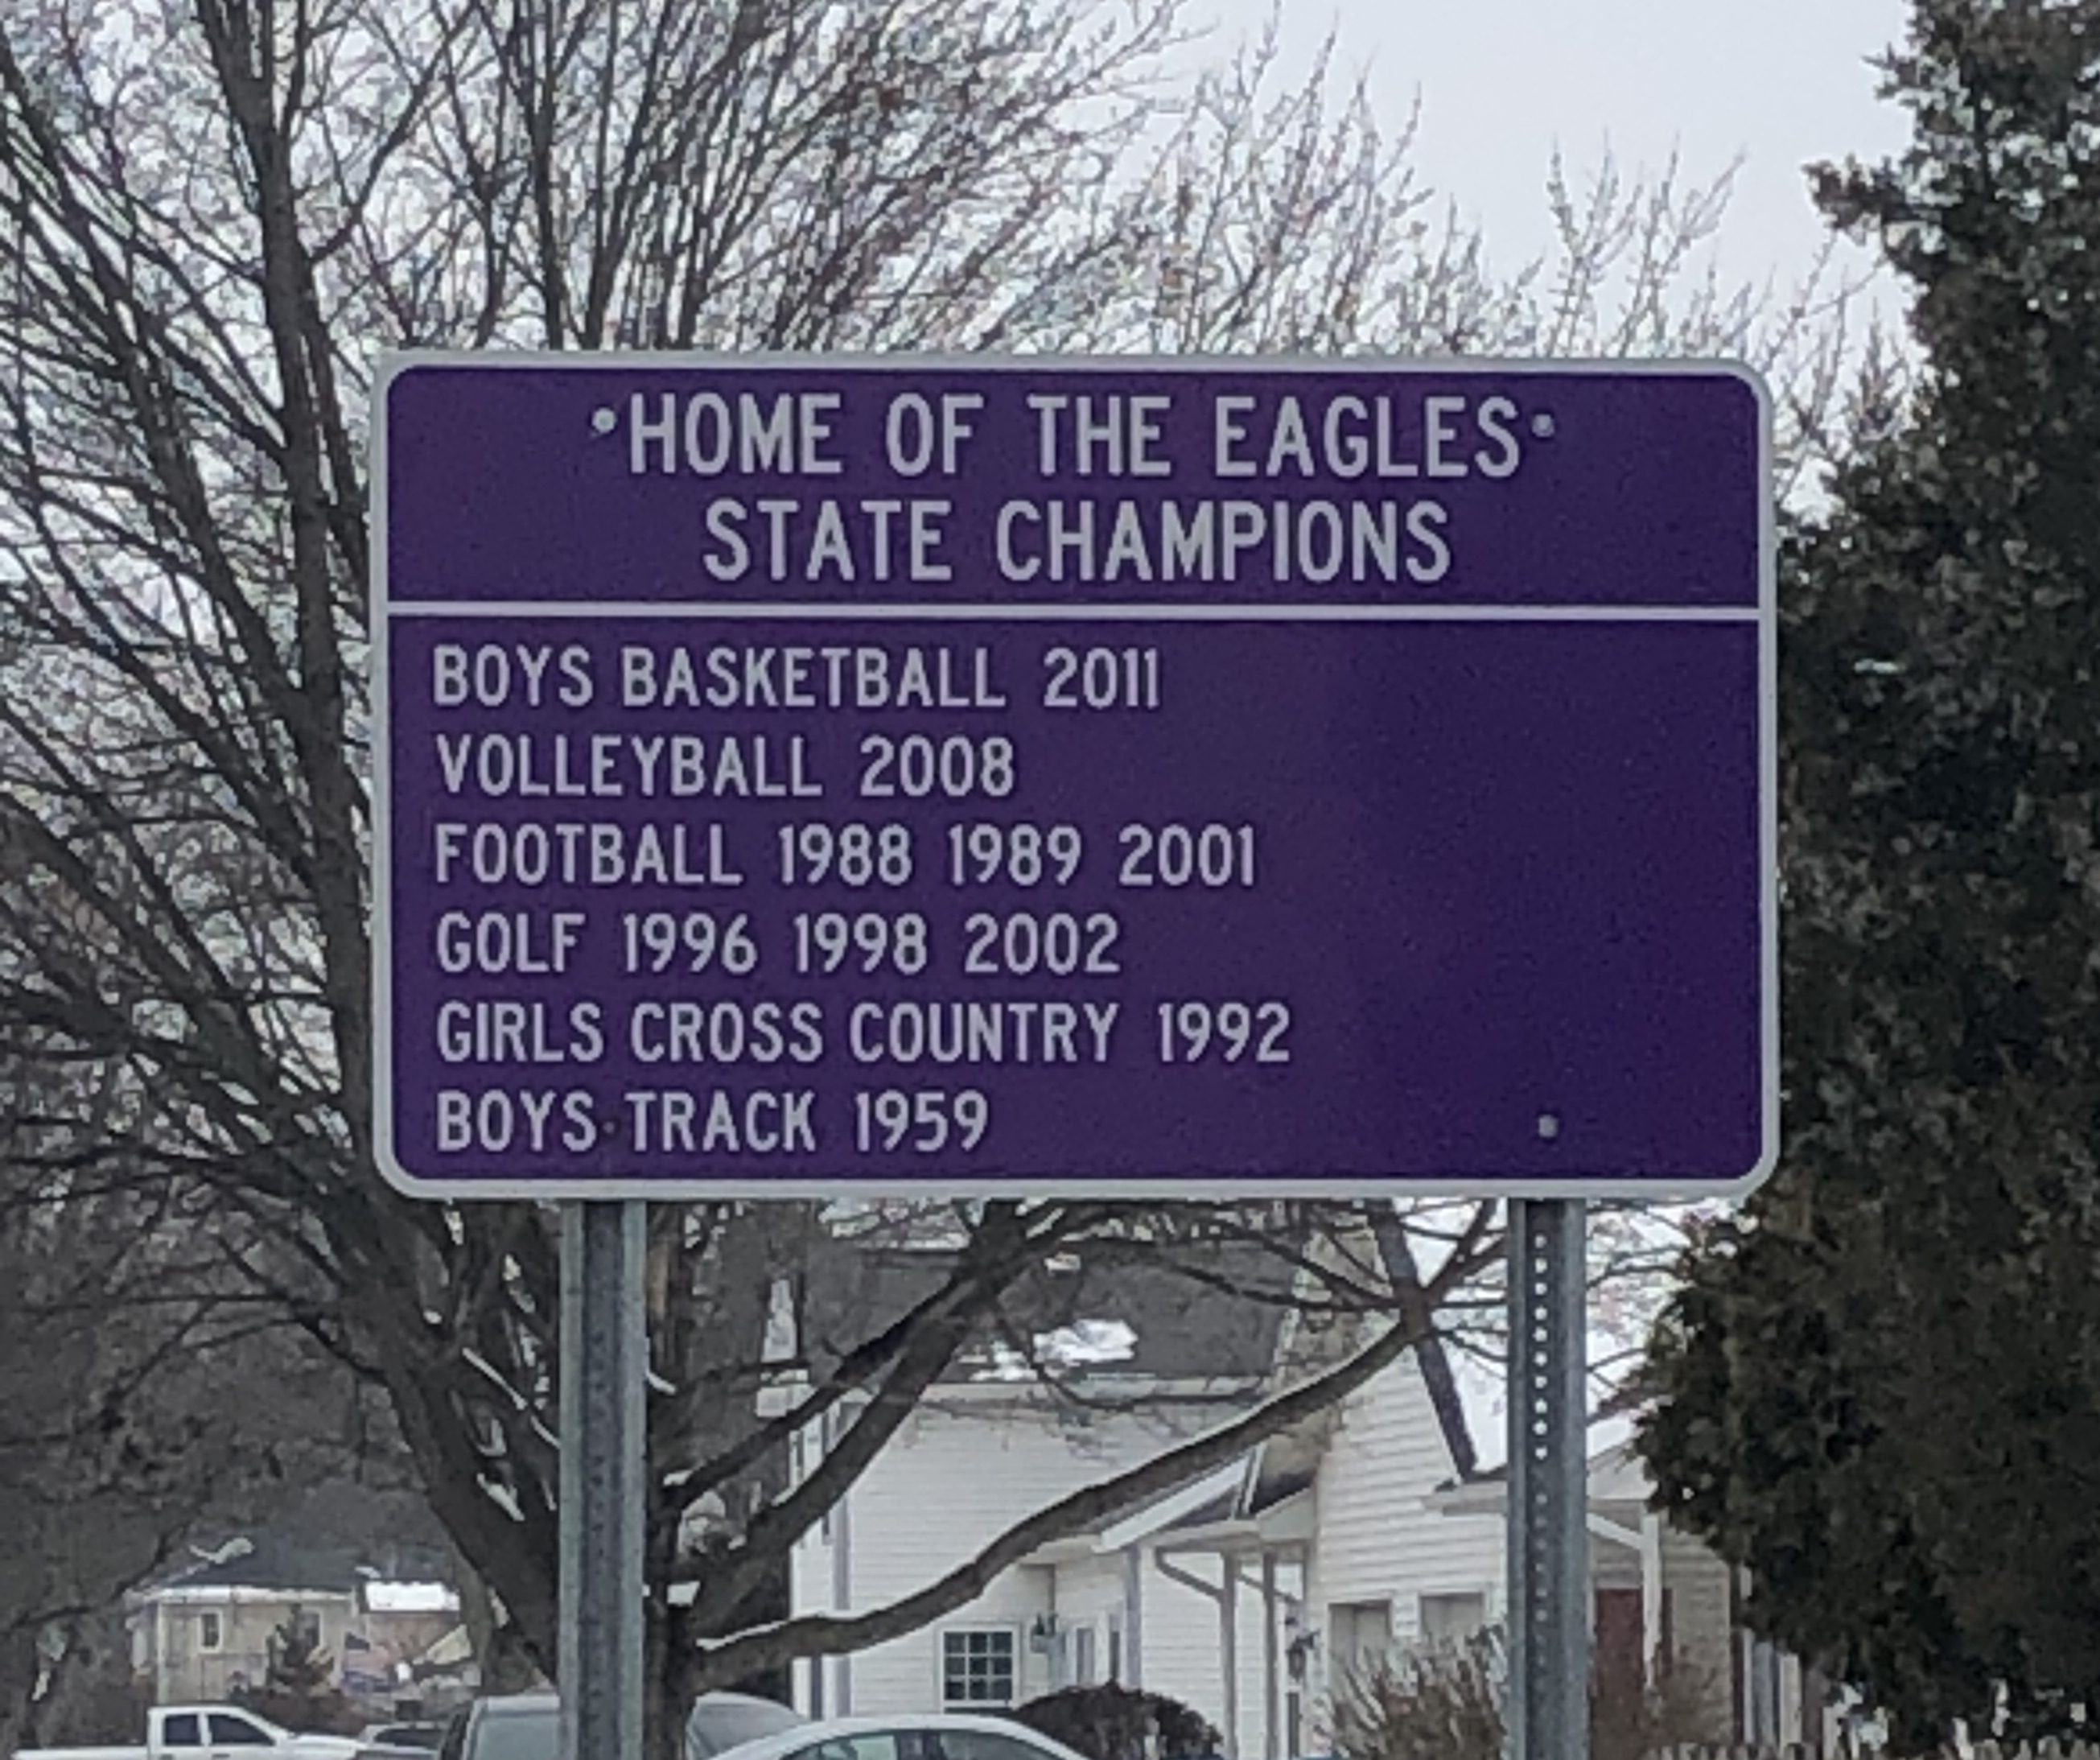 HOME OF THE EAGLES
STATE CHAMPIONS
BOYS BASKETBALL 2011
VOLLEYBALL 2008
FOOTBALL 1988 1989 2001
GOLF 1996 1998 2002
GIRLS CROSS COUNTRY 1992
BOYS TRACK 1959